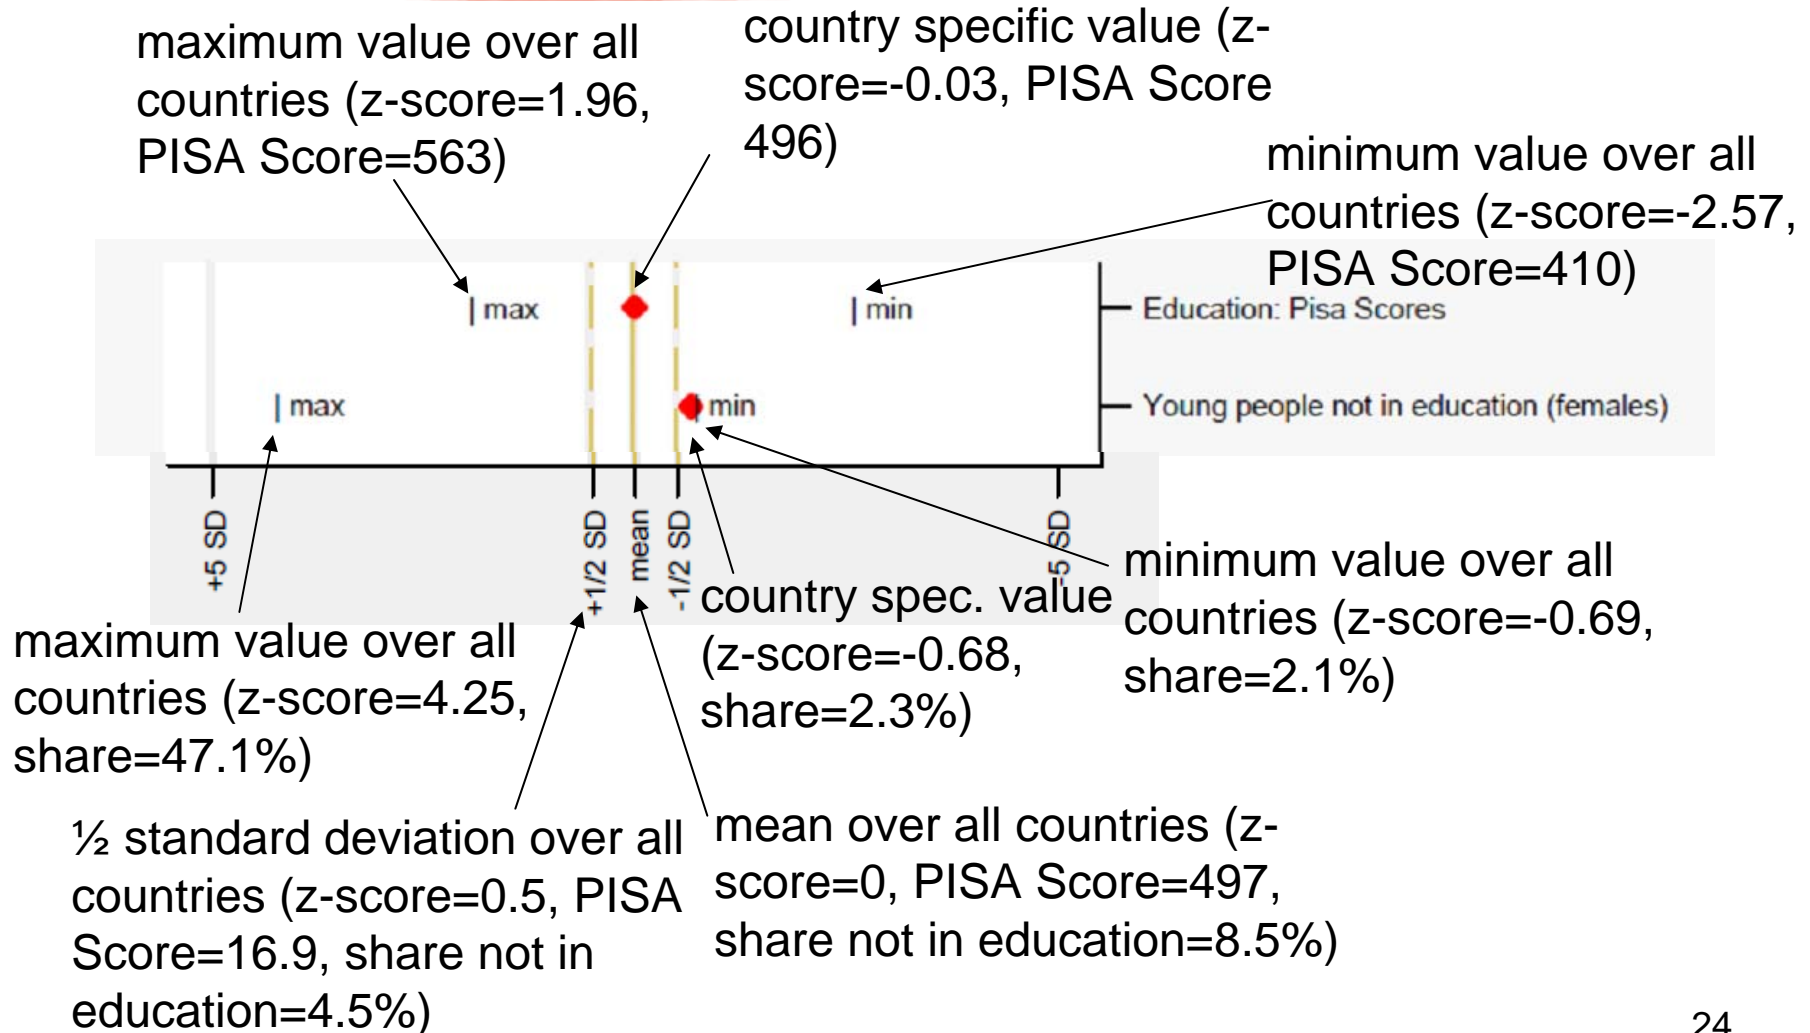 maximum value over all
countries (z-score=1.96,
PISA Score=563)
country specific value (z-
score=-0.03, PISA Score
496)
minimum value over all
countries (z-score=-2.57,
PISA Score=410)
| max
| min
Education: Pisa Scores
| max
min
Young people not in education (females)
+5 SD
+1/2 SD
mean
-1/2 SD
-5 SD
maximum value over all
countries (z-score=4.25,
share=47.1%)
country spec. value
(z-score=-0.68,
share=2.3%)
minimum value over all
countries (z-score=-0.69,
share=2.1%)
½ standard deviation over all
countries (z-score=0.5, PISA
Score=16.9, share not in
education=4.5%)
mean over all countries (z-
score=0, PISA Score=497,
share not in education=8.5%)
24